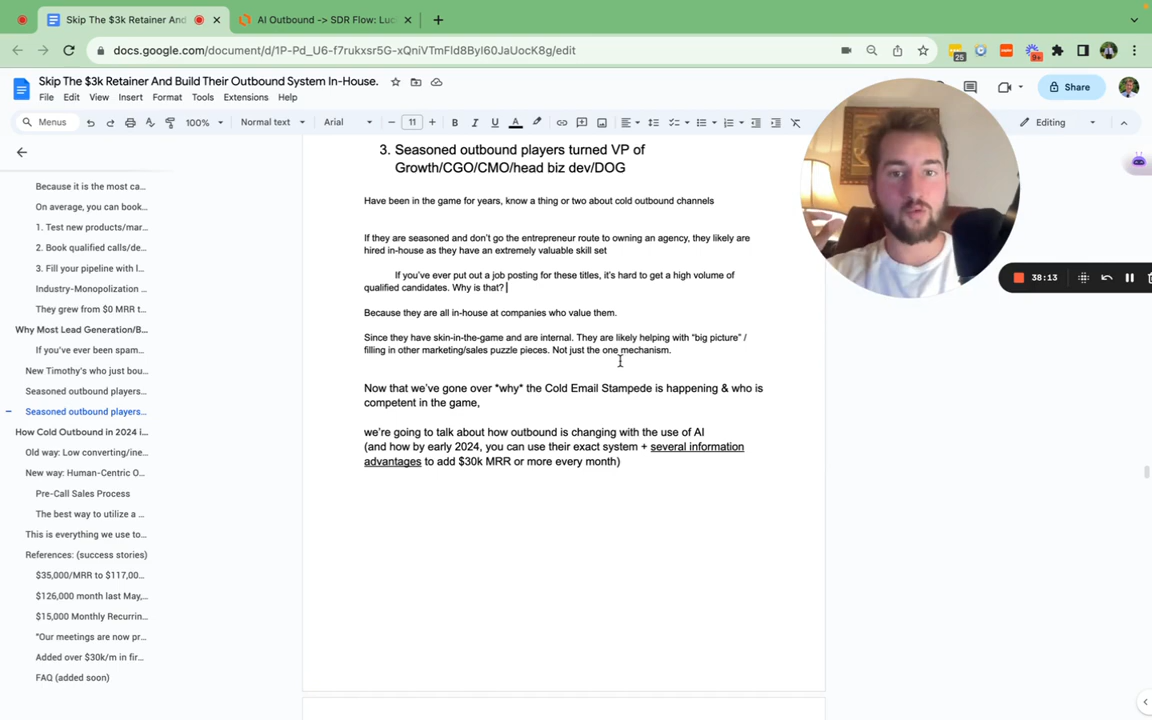 Skip The $3k Retainer And
AI Outbound -> SDR Flow: Luc
docs.google.com/document/d/1P-Pd_U6-f7rukxsr5G-xQniVTmFld8ByI60JaUocK8g/edit
25
9+
Skip The $3k Retainer And Build Their Outbound System In-House.
File Edit View Insert Format Tools Extensions Help
Share
Menus
100%
Normal text
Arial
11
B I U A
Editing
38:13
Because it is the most ca...
On average, you can book...
1. Test new products/mar...
2. Book qualified calls/de...
3. Fill your pipeline with l...
Industry-Monopolization ...
They grew from $0 MRR t...
Why Most Lead Generation/B...
If you've ever been spam...
New Timothy's who just bou...
Seasoned outbound players...
Seasoned outbound players...
How Cold Outbound in 2024 i...
Old way: Low converting/ine...
New way: Human-Centric O...
Pre-Call Sales Process
The best way to utilize a ...
This is everything we use to...
References: (success stories)
$35,000/MRR to $117,00...
$126,000 month last May,...
$15,000 Monthly Recurrin...
"Our meetings are now pr...
Added over $30k/m in fir...
FAQ (added soon)
3. Seasoned outbound players turned VP of
Growth/CGO/CMO/head biz dev/DOG
Have been in the game for years, know a thing or two about cold outbound channels
If they are seasoned and don't go the entrepreneur route to owning an agency, they likely are
hired in-house as they have an extremely valuable skill set
If you've ever put out a job posting for these titles, it's hard to get a high volume of
qualified candidates. Why is that?
Because they are all in-house at companies who value them.
Since they have skin-in-the-game and are internal. They are likely helping with "big picture" /
filling in other marketing/sales puzzle pieces. Not just the one mechanism.
Now that we've gone over *why* the Cold Email Stampede is happening & who is
competent in the game,
we're going to talk about how outbound is changing with the use of AI
(and how by early 2024, you can use their exact system + several information
advantages to add $30k MRR or more every month)